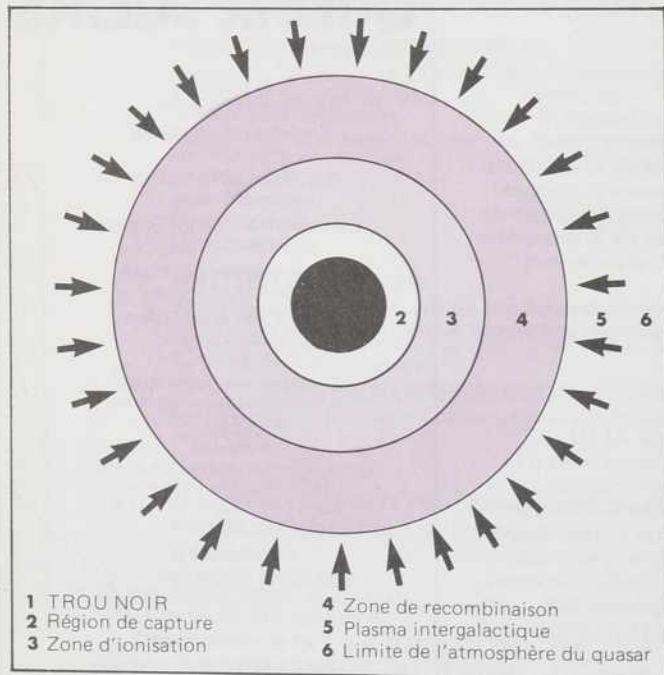 2 3 4 5 6
1 TROU NOIR
2 Région de capture
3 Zone d'ionisation
4 Zone de recombinaison
5 Plasma intergalactique
6 Limite de l'atmosphère du quasar